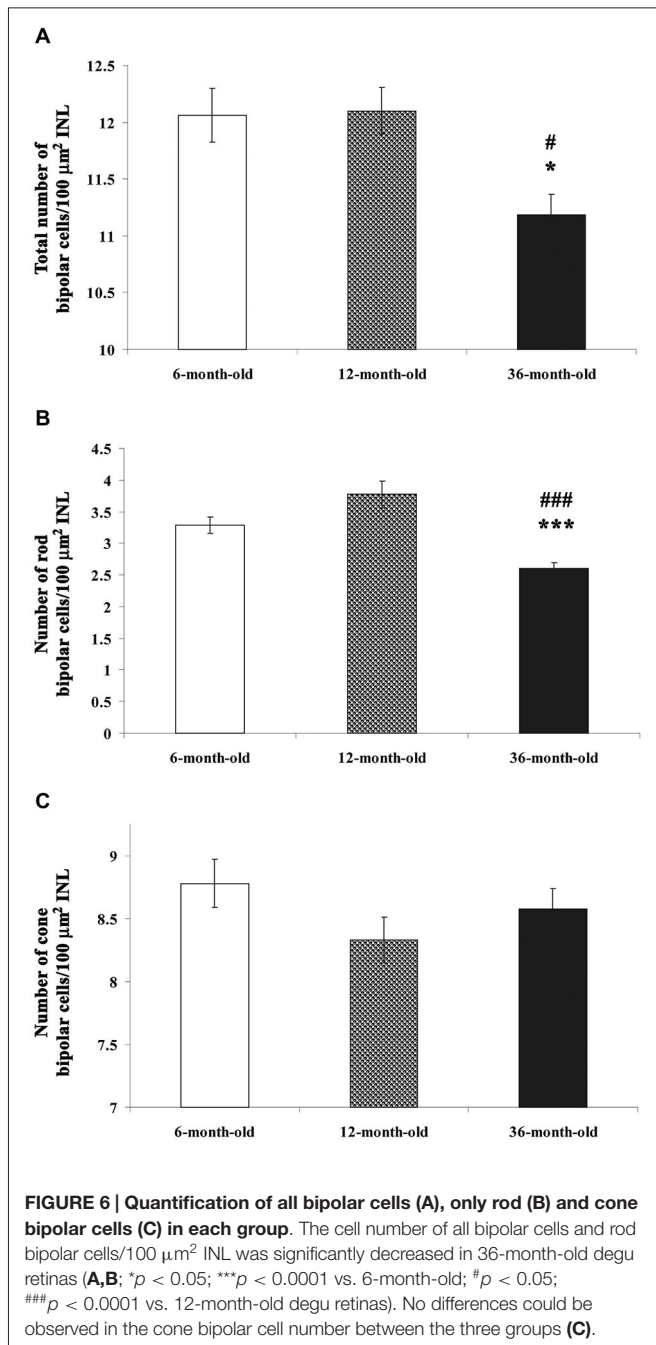 A
Total number of
bipolar cells/100 μm² INL
12.5
12
11.5
11
10.5
10
#
*
6-month-old 12-month-old 36-month-old
B
Number of rod
bipolar cells/100 μm² INL
4.5
4
3.5
3
2.5
2
1.5
1
0.5
0
###
***
6-month-old 12-month-old 36-month-old
C
Number of cone
bipolar cells/100 μm² INL
9
8.5
8
7.5
7
6-month-old 12-month-old 36-month-old
FIGURE 6 | Quantification of all bipolar cells (A), only rod (B) and cone
bipolar cells (C) in each group. The cell number of all bipolar cells and rod
bipolar cells/100 μm² INL was significantly decreased in 36-month-old degu
retinas (A,B; *p < 0.05; ***p < 0.0001 vs. 6-month-old; #p < 0.05;
###p < 0.0001 vs. 12-month-old degu retinas). No differences could be
observed in the cone bipolar cell number between the three groups (C).